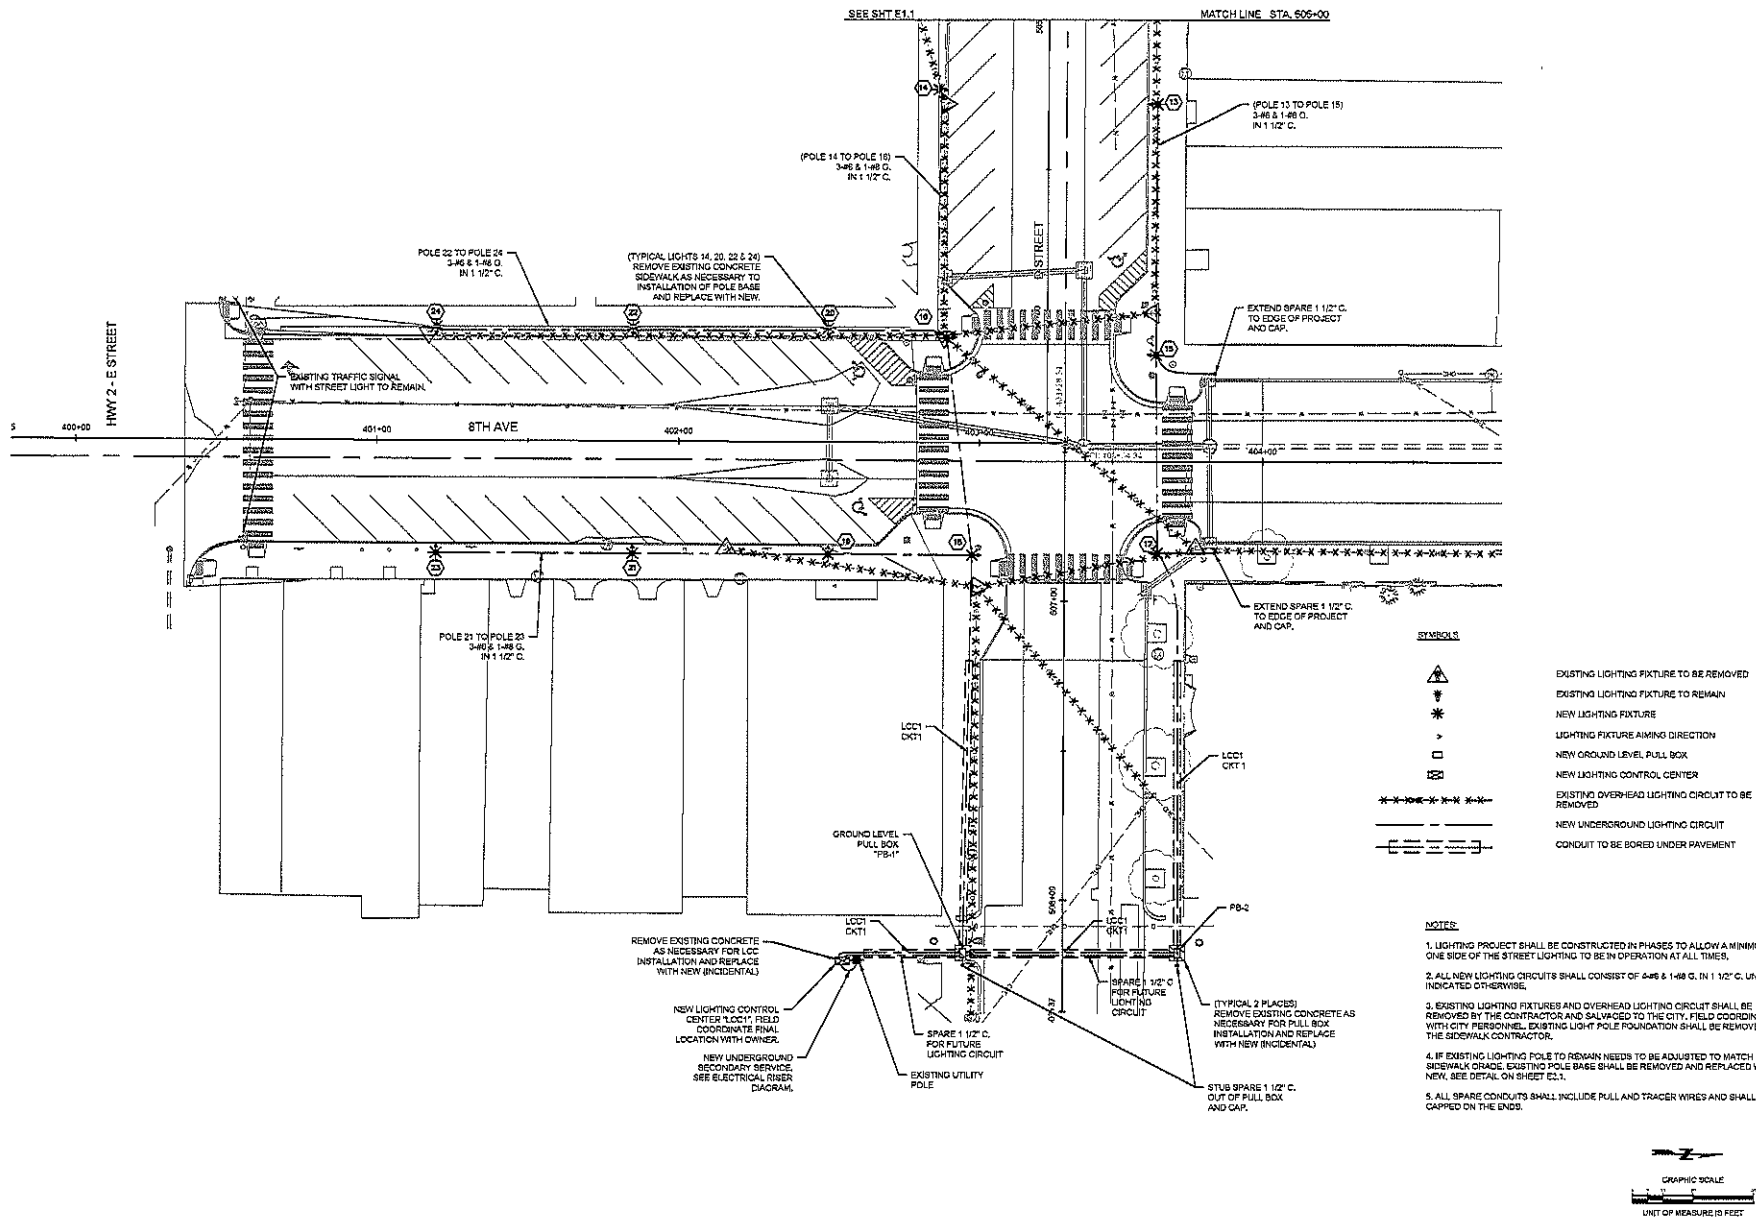 SEE SHT E1.1
MATCH LINE STA. 505+00
505
14
13
(POLE 13 TO POLE 15)
3-#6 & 1-#8 G.
IN 1 1/2" C.
(POLE 14 TO POLE 16)
3-#6 & 1-#8 G.
IN 1 1/2" C.
STREET
POLE 22 TO POLE 24
3-#6 & 1-#8 G.
IN 1 1/2" C.
(TYPICAL LIGHTS 14, 20, 22 & 24)
REMOVE EXISTING CONCRETE
SIDEWALK AS NECESSARY TO
INSTALLATION OF POLE BASE
AND REPLACE WITH NEW.
EXTEND SPARE 1 1/2" C.
TO EDGE OF PROJECT
AND CAP.
24
22
20
15
HWY 2 - E STREET
EXISTING TRAFFIC SIGNAL
WITH STREET LIGHT TO REMAIN.
S
400+00
401+00
8TH AVE
402+00
403+00
404+00
23
21
17
POLE 21 TO POLE 23
3-#6 & 1-#8 G.
IN 1 1/2" C.
507+00
EXTEND SPARE 1 1/2" C.
TO EDGE OF PROJECT
AND CAP.
SYMBOLS
EXISTING LIGHTING FIXTURE TO BE REMOVED
EXISTING LIGHTING FIXTURE TO REMAIN
NEW LIGHTING FIXTURE
LIGHTING FIXTURE AIMING DIRECTION
NEW GROUND LEVEL PULL BOX
NEW LIGHTING CONTROL CENTER
EXISTING OVERHEAD LIGHTING CIRCUIT TO BE
REMOVED
NEW UNDERGROUND LIGHTING CIRCUIT
CONDUIT TO BE BORED UNDER PAVEMENT
LCC1
CKT1
LCC1
CKT 1
GROUND LEVEL
PULL BOX
"PB-1"
508+00
PB-2
LCC1
CKT1
LCC1
CKT1
REMOVE EXISTING CONCRETE
AS NECESSARY FOR LCC
INSTALLATION AND REPLACE
WITH NEW (INCIDENTAL)
NEW LIGHTING CONTROL
CENTER "LCC1", FIELD
COORDINATE FINAL
LOCATION WITH OWNER.
NEW UNDERGROUND
SECONDARY SERVICE.
SEE ELECTRICAL RISER
DIAGRAM.
SPARE 1 1/2" C.
FOR FUTURE
LIGHTING CIRCUIT
EXISTING UTILITY
POLE
SPARE 1 1/2" C
FOR FUTURE
LIGHTING
CIRCUIT
(TYPICAL 2 PLACES)
REMOVE EXISTING CONCRETE AS
NECESSARY FOR PULL BOX
INSTALLATION AND REPLACE
WITH NEW (INCIDENTAL)
STUB SPARE 1 1/2" C.
OUT OF PULL BOX
AND CAP.
NOTES:
1. LIGHTING PROJECT SHALL BE CONSTRUCTED IN PHASES TO ALLOW A MINIM
ONE SIDE OF THE STREET LIGHTING TO BE IN OPERATION AT ALL TIMES.
2. ALL NEW LIGHTING CIRCUITS SHALL CONSIST OF 4-#6 & 1-#8 G. IN 1 1/2" C. UN
INDICATED OTHERWISE.
3. EXISTING LIGHTING FIXTURES AND OVERHEAD LIGHTING CIRCUIT SHALL BE
REMOVED BY THE CONTRACTOR AND SALVAGED TO THE CITY. FIELD COORDIN
WITH CITY PERSONNEL. EXISTING LIGHT POLE FOUNDATION SHALL BE REMOV
THE SIDEWALK CONTRACTOR.
4. IF EXISTING LIGHTING POLE TO REMAIN NEEDS TO BE ADJUSTED TO MATCH
SIDEWALK GRADE. EXISTING POLE BASE SHALL BE REMOVED AND REPLACED
NEW. SEE DETAIL ON SHEET E2.1.
5. ALL SPARE CONDUITS SHALL INCLUDE PULL AND TRACER WIRES AND SHALL
CAPPED ON THE ENDS.
Z
GRAPHIC SCALE
UNIT OF MEASURE IS FEET